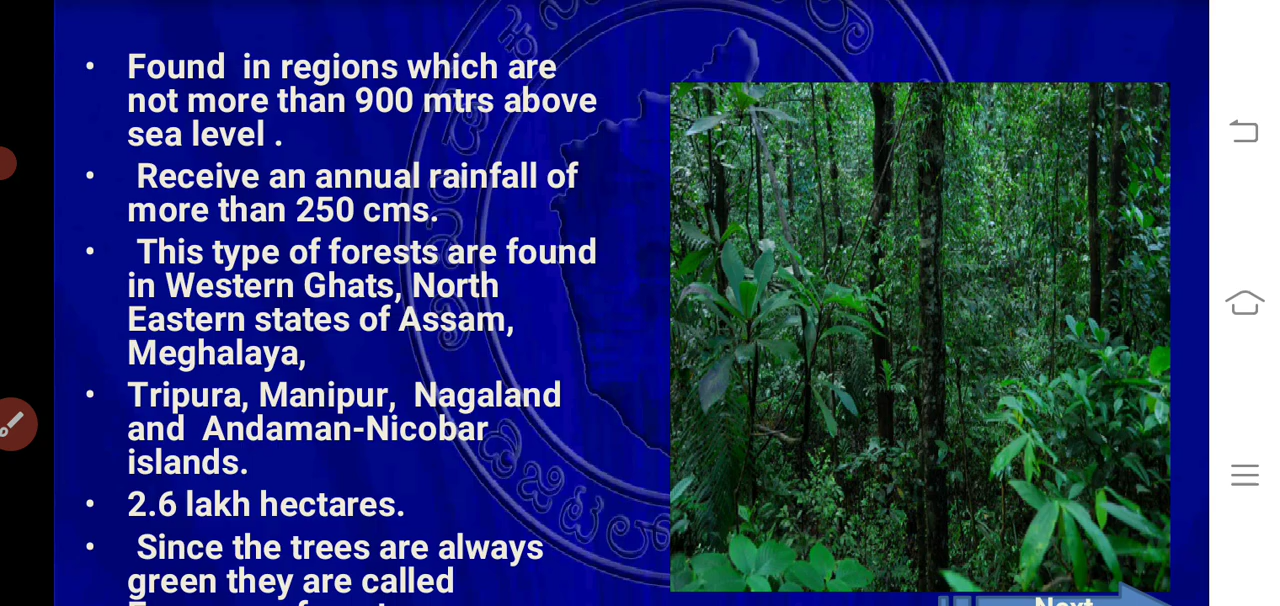 • Found in regions which are
not more than 900 mtrs above
sea level .
• Receive an annual rainfall of
more than 250 cms.
• This type of forests are found
in Western Ghats, North
Eastern states of Assam,
Meghalaya,
• Tripura, Manipur, Nagaland
and Andaman-Nicobar
islands.
• 2.6 lakh hectares.
• Since the trees are always
green they are called
Next